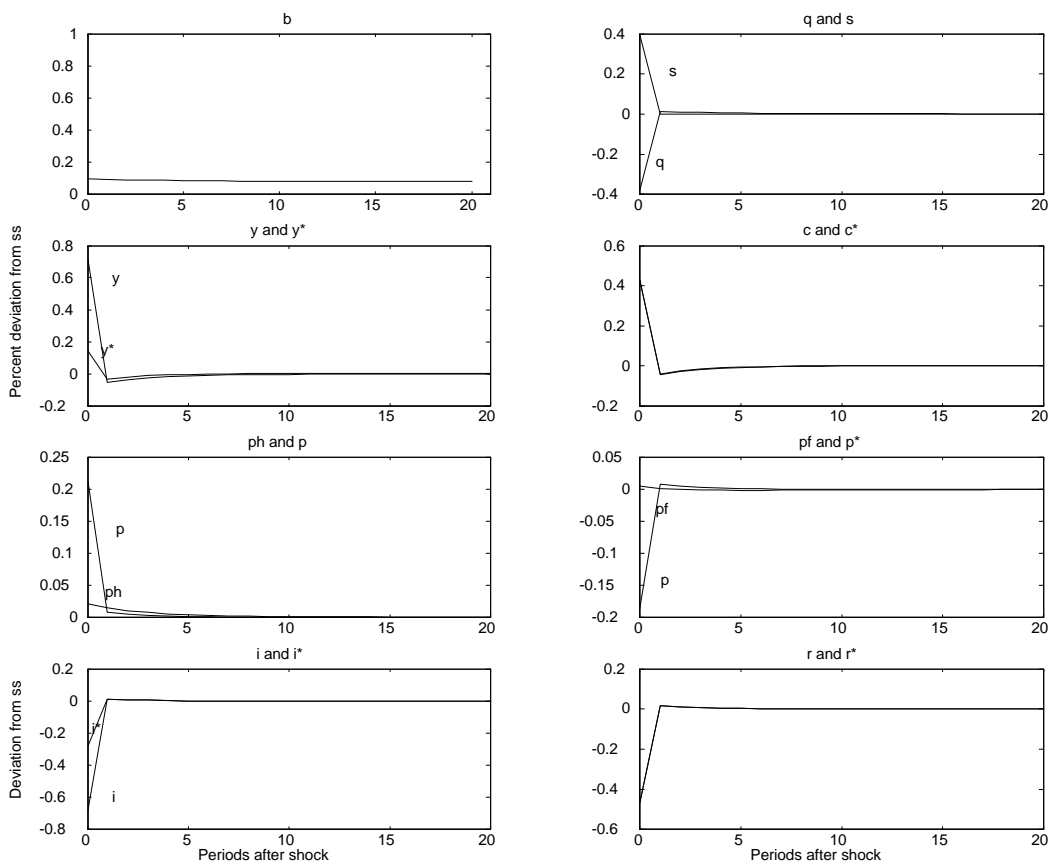 b
1
0.8
0.6
0.4
0.2
0
0 5 10 15 20
q and s
0.4
0.2
0
-0.2
-0.4
s
q
0 5 10 15 20
Percent deviation from ss
y and y*
0.8
0.6
0.4
0.2
0
-0.2
y
y*
0 5 10 15 20
c and c*
0.6
0.4
0.2
0
-0.2
0 5 10 15 20
ph and p
0.25
0.2
0.15
0.1
0.05
0
p
ph
0 5 10 15 20
pf and p*
0.05
0
-0.05
-0.1
-0.15
-0.2
pf
p
0 5 10 15 20
Deviation from ss
i and i*
0.2
0
-0.2
-0.4
-0.6
-0.8
i*
i
0 5 10 15 20
Periods after shock
r and r*
0.2
0
-0.2
-0.4
-0.6
0 5 10 15 20
Periods after shock